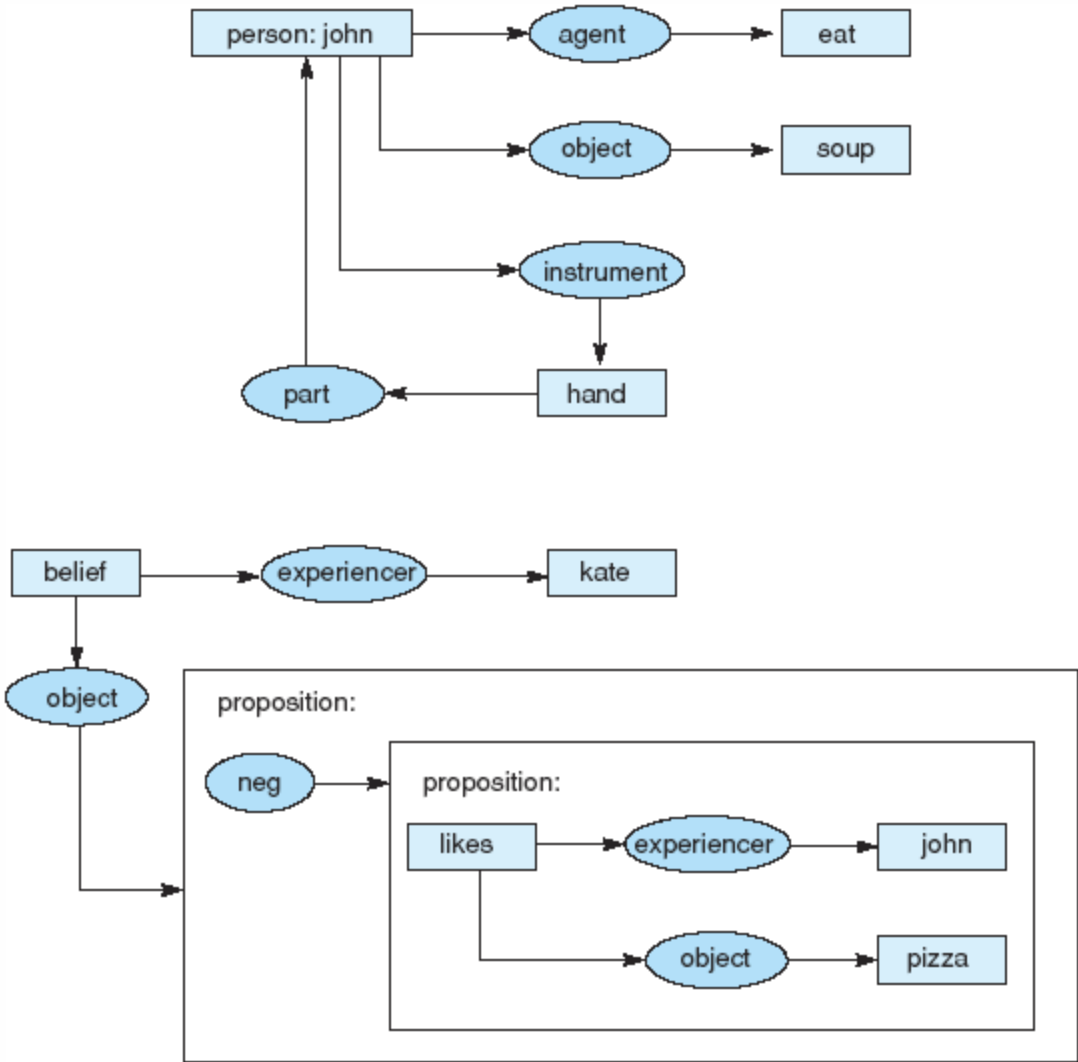 person: john
agent
eat
object
soup
instrument
part
hand
belief
experiencer
kate
object
proposition:
neg
proposition:
likes
experiencer
john
object
pizza